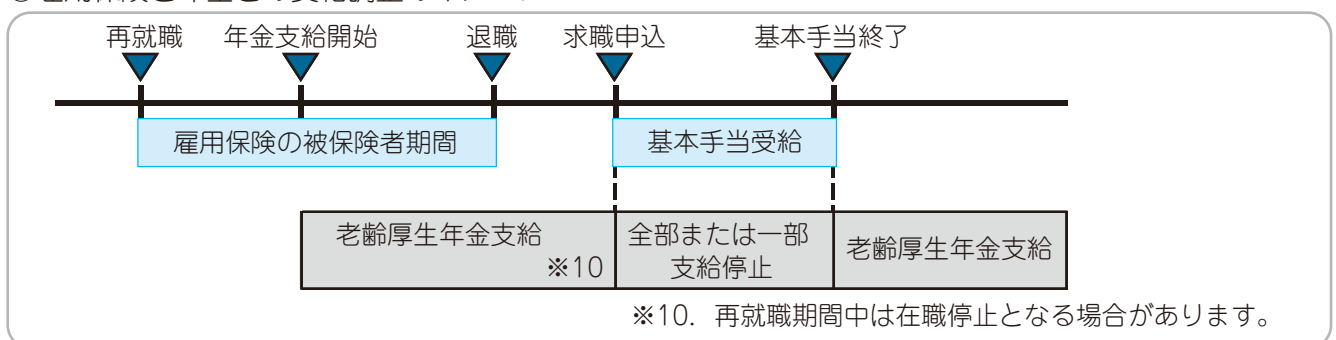 再就職 年金支給開始 退職 求職申込 基本手当終了
雇用保険の被保険者期間 基本手当受給
老齢厚生年金支給
※10
全部または一部
支給停止
老齢厚生年金支給
※10. 再就職期間中は在職停止となる場合があります。